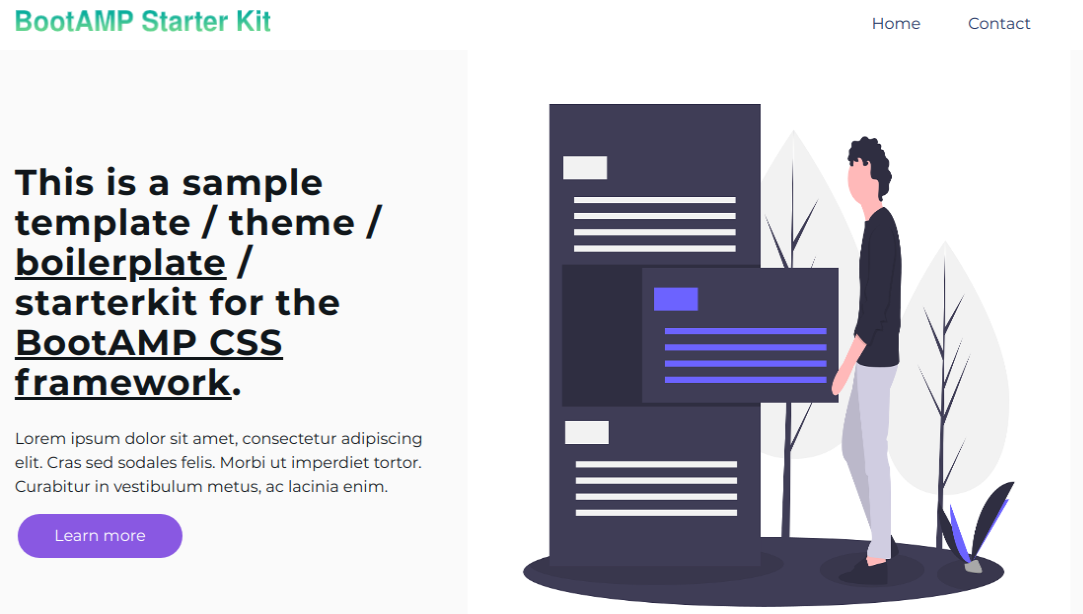 BootAMP Starter Kit
Home Contact
This is a sample
template / theme /
boilerplate /
starterkit for the
BootAMP CSS
framework.
Lorem ipsum dolor sit amet, consectetur adipiscing
elit. Cras sed sodales felis. Morbi ut imperdiet tortor.
Curabitur in vestibulum metus, ac lacinia enim.
Learn more